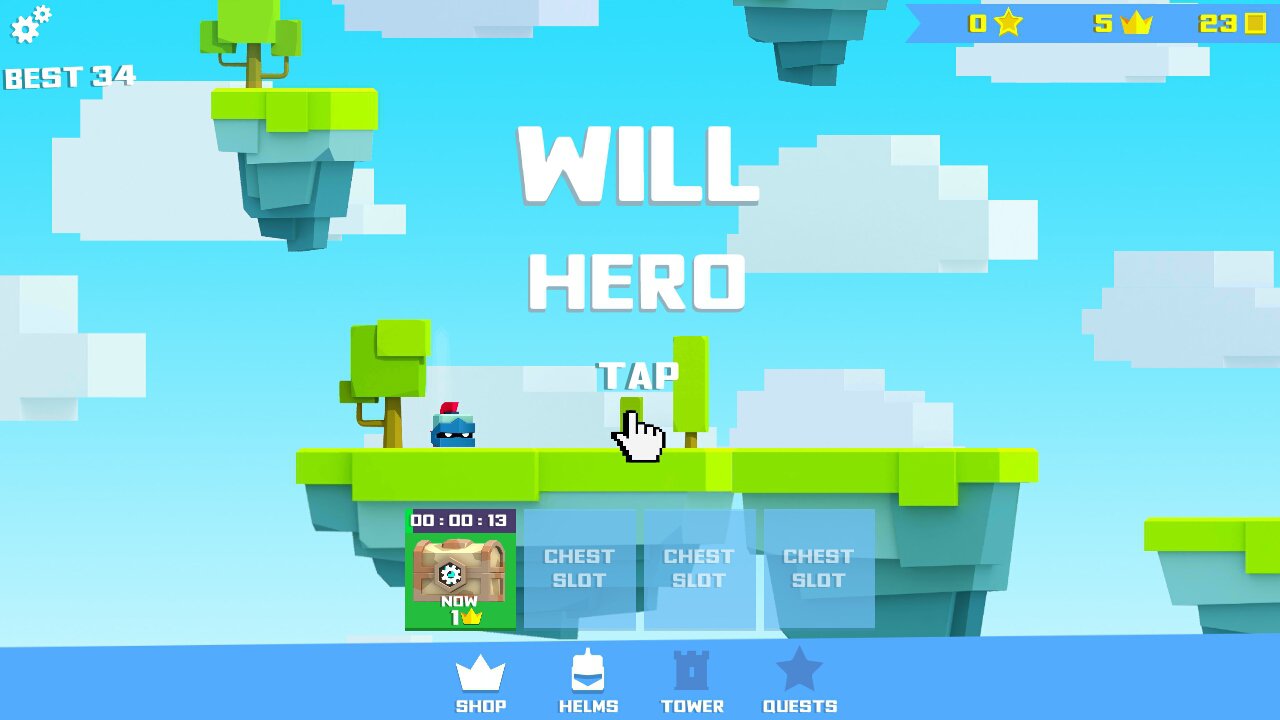 0 5 23
BEST 34
WILL
HERO
TAP
00:00:13
NOW
1
CHEST
SLOT
CHEST
SLOT
CHEST
SLOT
SHOP HELMS TOWER QUESTS